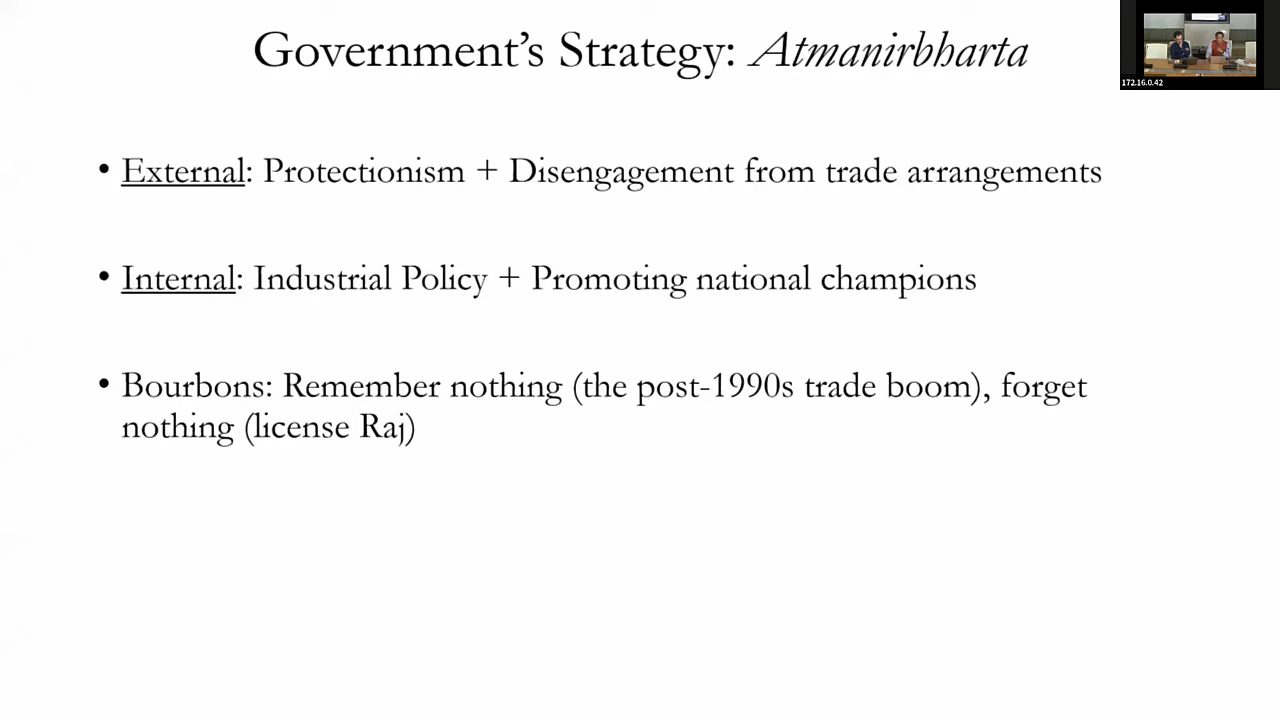 Government’s Strategy: Atmanirbharta
172.16.0.42
• External: Protectionism + Disengagement from trade arrangements
• Internal: Industrial Policy + Promoting national champions
• Bourbons: Remember nothing (the post-1990s trade boom), forget
nothing (license Raj)